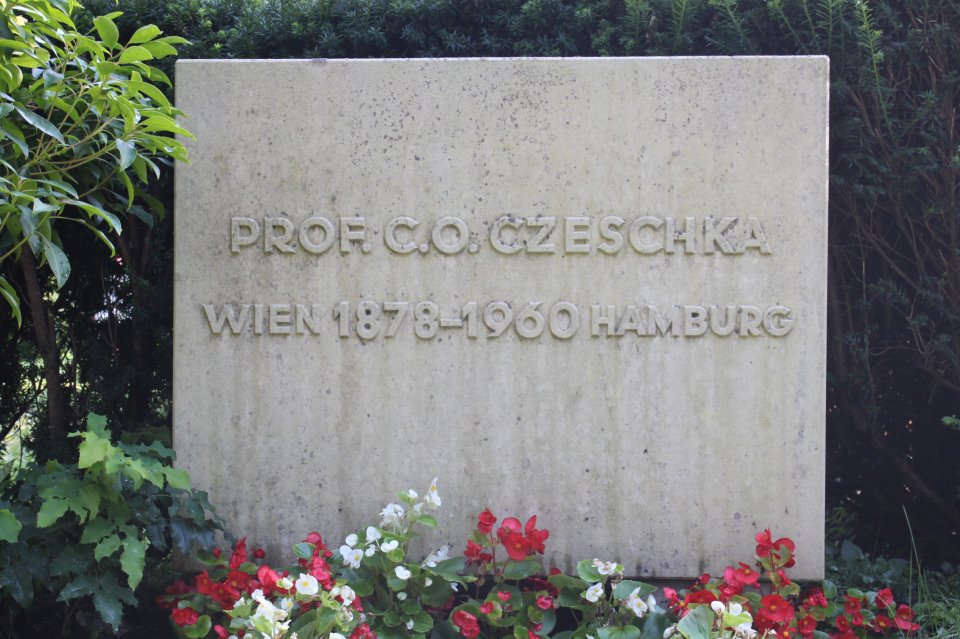 PROF. C.O. CZESCHKA
WIEN 1878-1960 HAMBURG